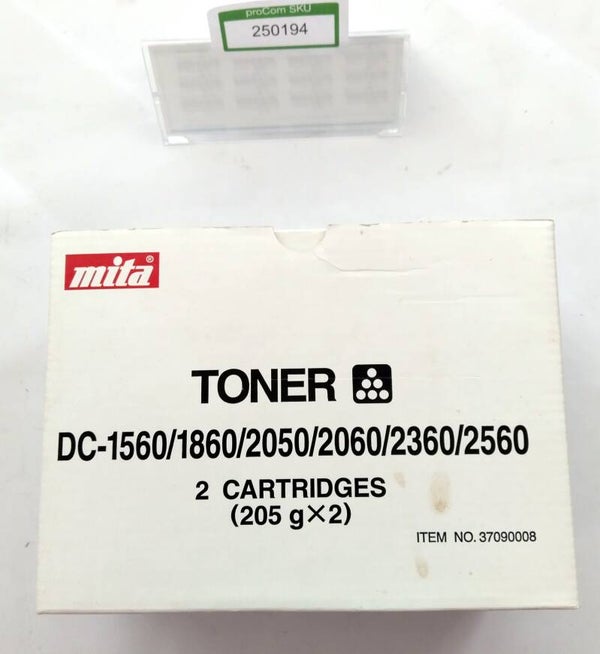 proCom SKU
250194
mita®
TONER
DC-1560/1860/2050/2060/2360/2560
2 CARTRIDGES
(205 g×2)
ITEM NO. 37090008